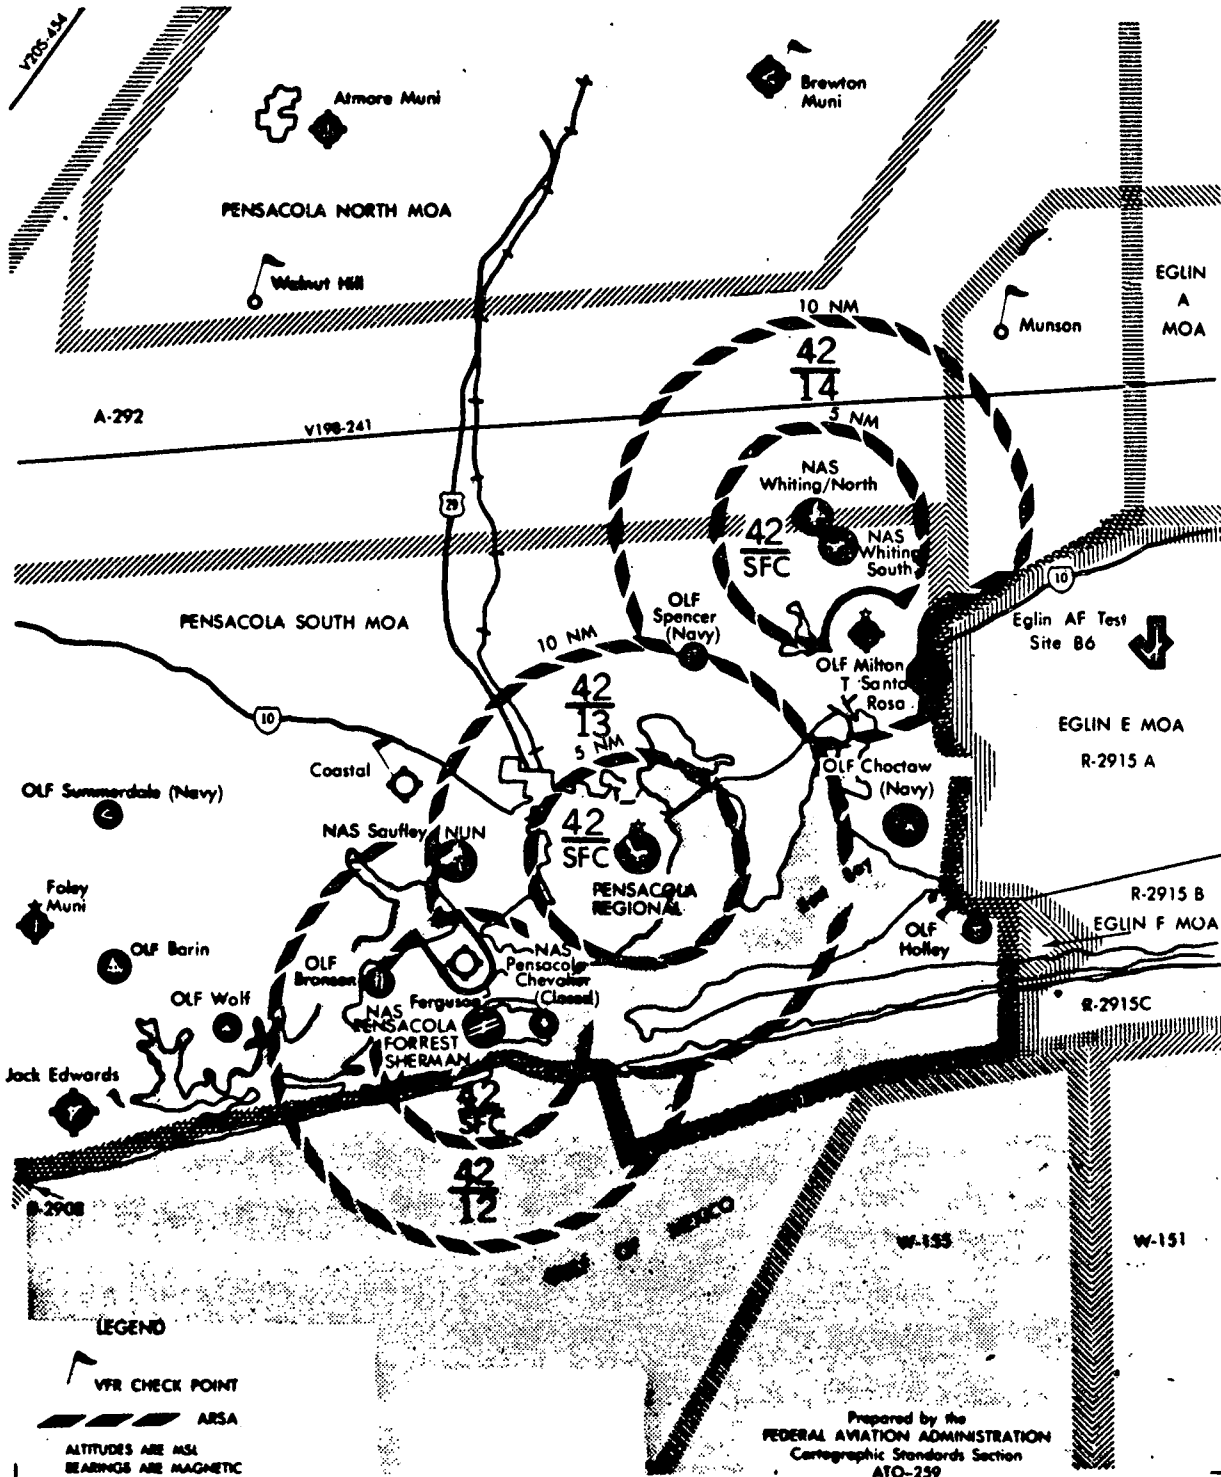 V205-454
Atmore Muni
Brewton
Muni
PENSACOLA NORTH MOA
Walnut Hill
Munson
EGLIN
A
MOA
10 NM
42
14
A-292
V198-241
5 NM
NAS
Whiting/North
29
42
SFC
NAS
Whiting
South
10
PENSACOLA SOUTH MOA
OLF
Spencer
(Navy)
Eglin AF Test
Site B6
10 NM
OLF Milton
T Santa
Rosa
42
13
10
5 NM
EGLIN E MOA
R-2915 A
Coastal
OLF Choctaw
(Navy)
OLF Summerdale (Navy)
NAS Saufley
NUN
42
SFC
PENSACOLA
REGIONAL
Foley
Muni
R-2915 B
EGLIN F MOA
OLF
Holley
OLF Barin
OLF
Bronson
NAS
Pensacola
Chevalier
(Closed)
OLF Wolf
Ferguson
NAS
PENSACOLA
FORREST
SHERMAN
R-2915C
Jack Edwards
42
SFC
42
12
GULF OF MEXICO
W-155
W-151
LEGEND
VFR CHECK POINT
ARSA
ALTITUDES ARE MSL
BEARINGS ARE MAGNETIC
Prepared by the
FEDERAL AVIATION ADMINISTRATION
Cartographic Standards Section
ATO-259